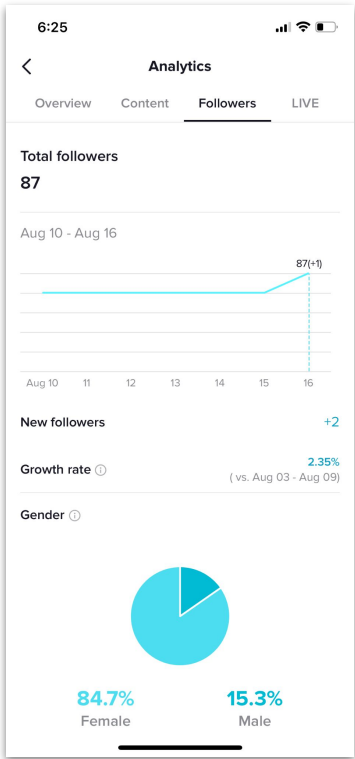 6:25
Analytics
Overview Content Followers LIVE
Total followers
87
Aug 10 - Aug 16
87(+1)
Aug 10 11 12 13 14 15 16
New followers +2
Growth rate 2.35%
( vs. Aug 03 - Aug 09)
Gender
84.7% 15.3%
Female Male